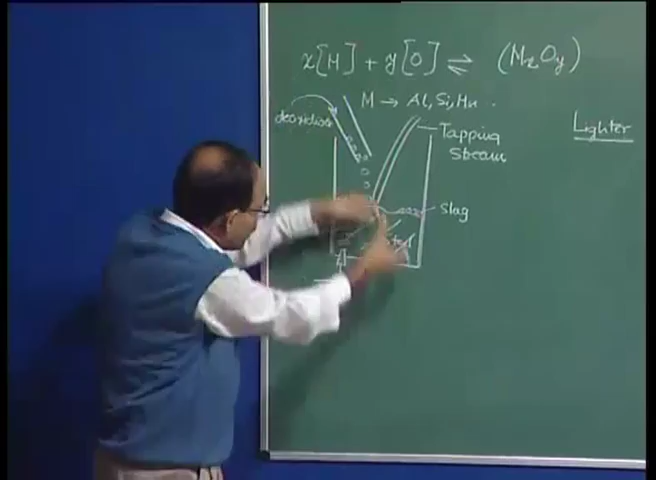 x[M] + y[O] ⇌ (MxOy)
M → Al, Si, Mn .
deoxidiser
Tapping
Stream
Lighter
Slag